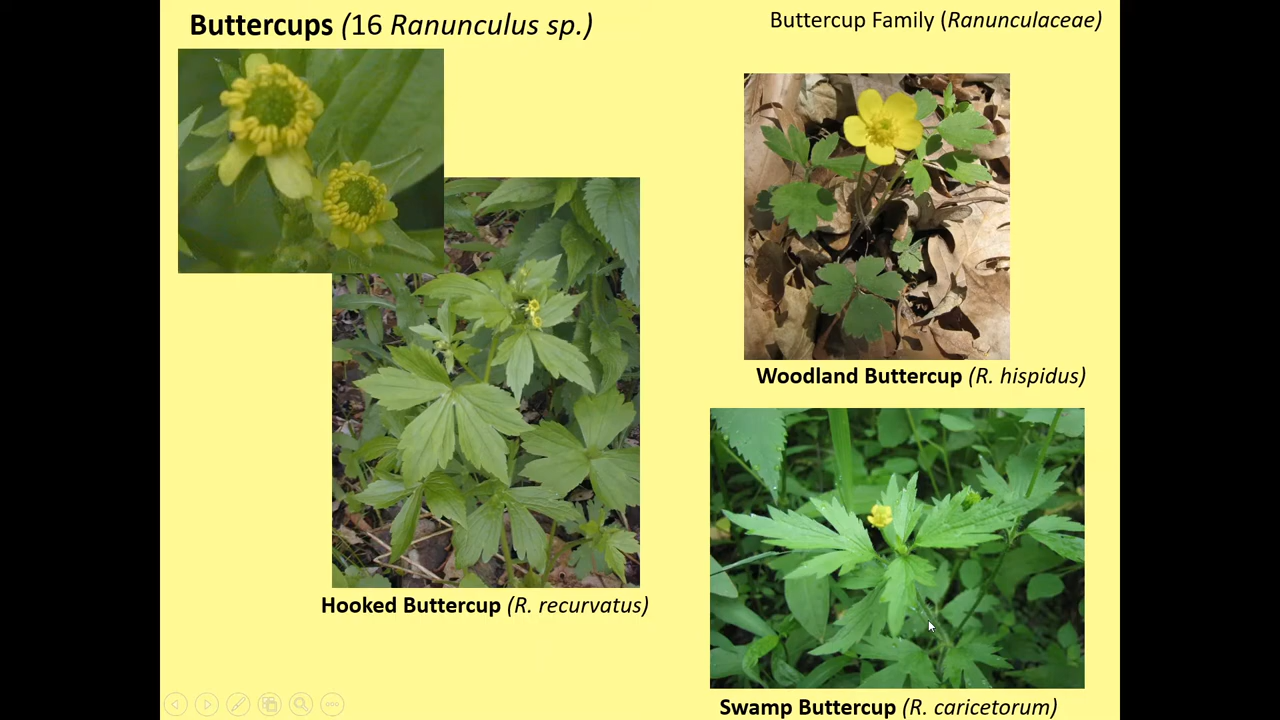 Buttercups (16 Ranunculus sp.)
Buttercup Family (Ranunculaceae)
Woodland Buttercup (R. hispidus)
Hooked Buttercup (R. recurvatus)
Swamp Buttercup (R. caricetorum)